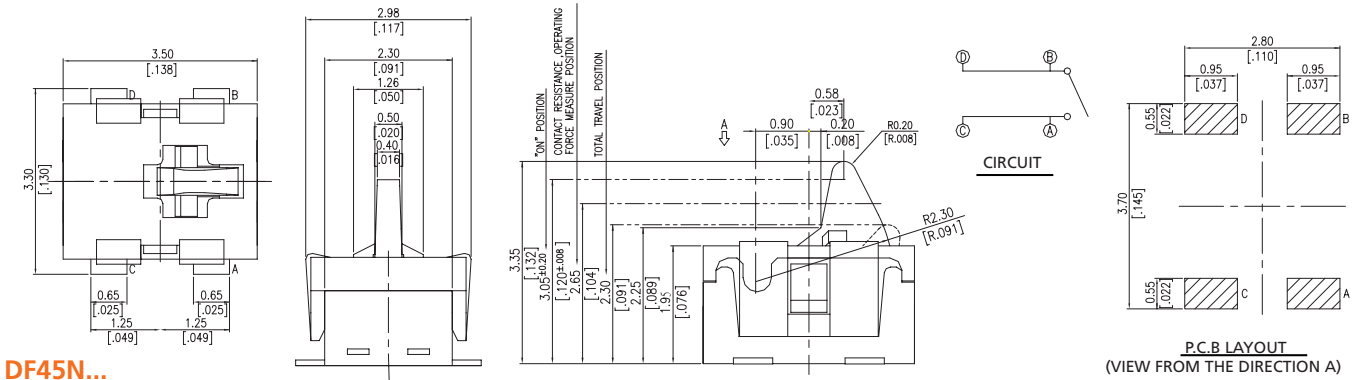 3.50
[.138]
D
B
3.30
[.130]
C
A
0.65
[.025]
0.65
[.025]
1.25
[.049]
1.25
[.049]
DF45N...
2.98
[.117]
2.30
[.091]
1.26
[.050]
0.50
[.020]
0.40
[.016]
"ON" POSITION
CONTACT RESISTANCE, OPERATING
FORCE MEASURE POSITION
TOTAL TRAVEL POSITION
A
0.58
[.023]
0.90
[.035]
0.20
[.008]
R0.20
[R.008]
R2.30
[R.091]
3.35
[.132]
3.05±0.20
[.120±.008]
2.65
[.104]
2.30
[.091]
2.25
[.089]
1.95
[.076]
D
B
C
A
CIRCUIT
2.80
[.110]
0.95
[.037]
0.95
[.037]
0.55
[.022]
D
B
3.70
[.145]
0.55
[.022]
C
A
P.C.B LAYOUT
(VIEW FROM THE DIRECTION A)